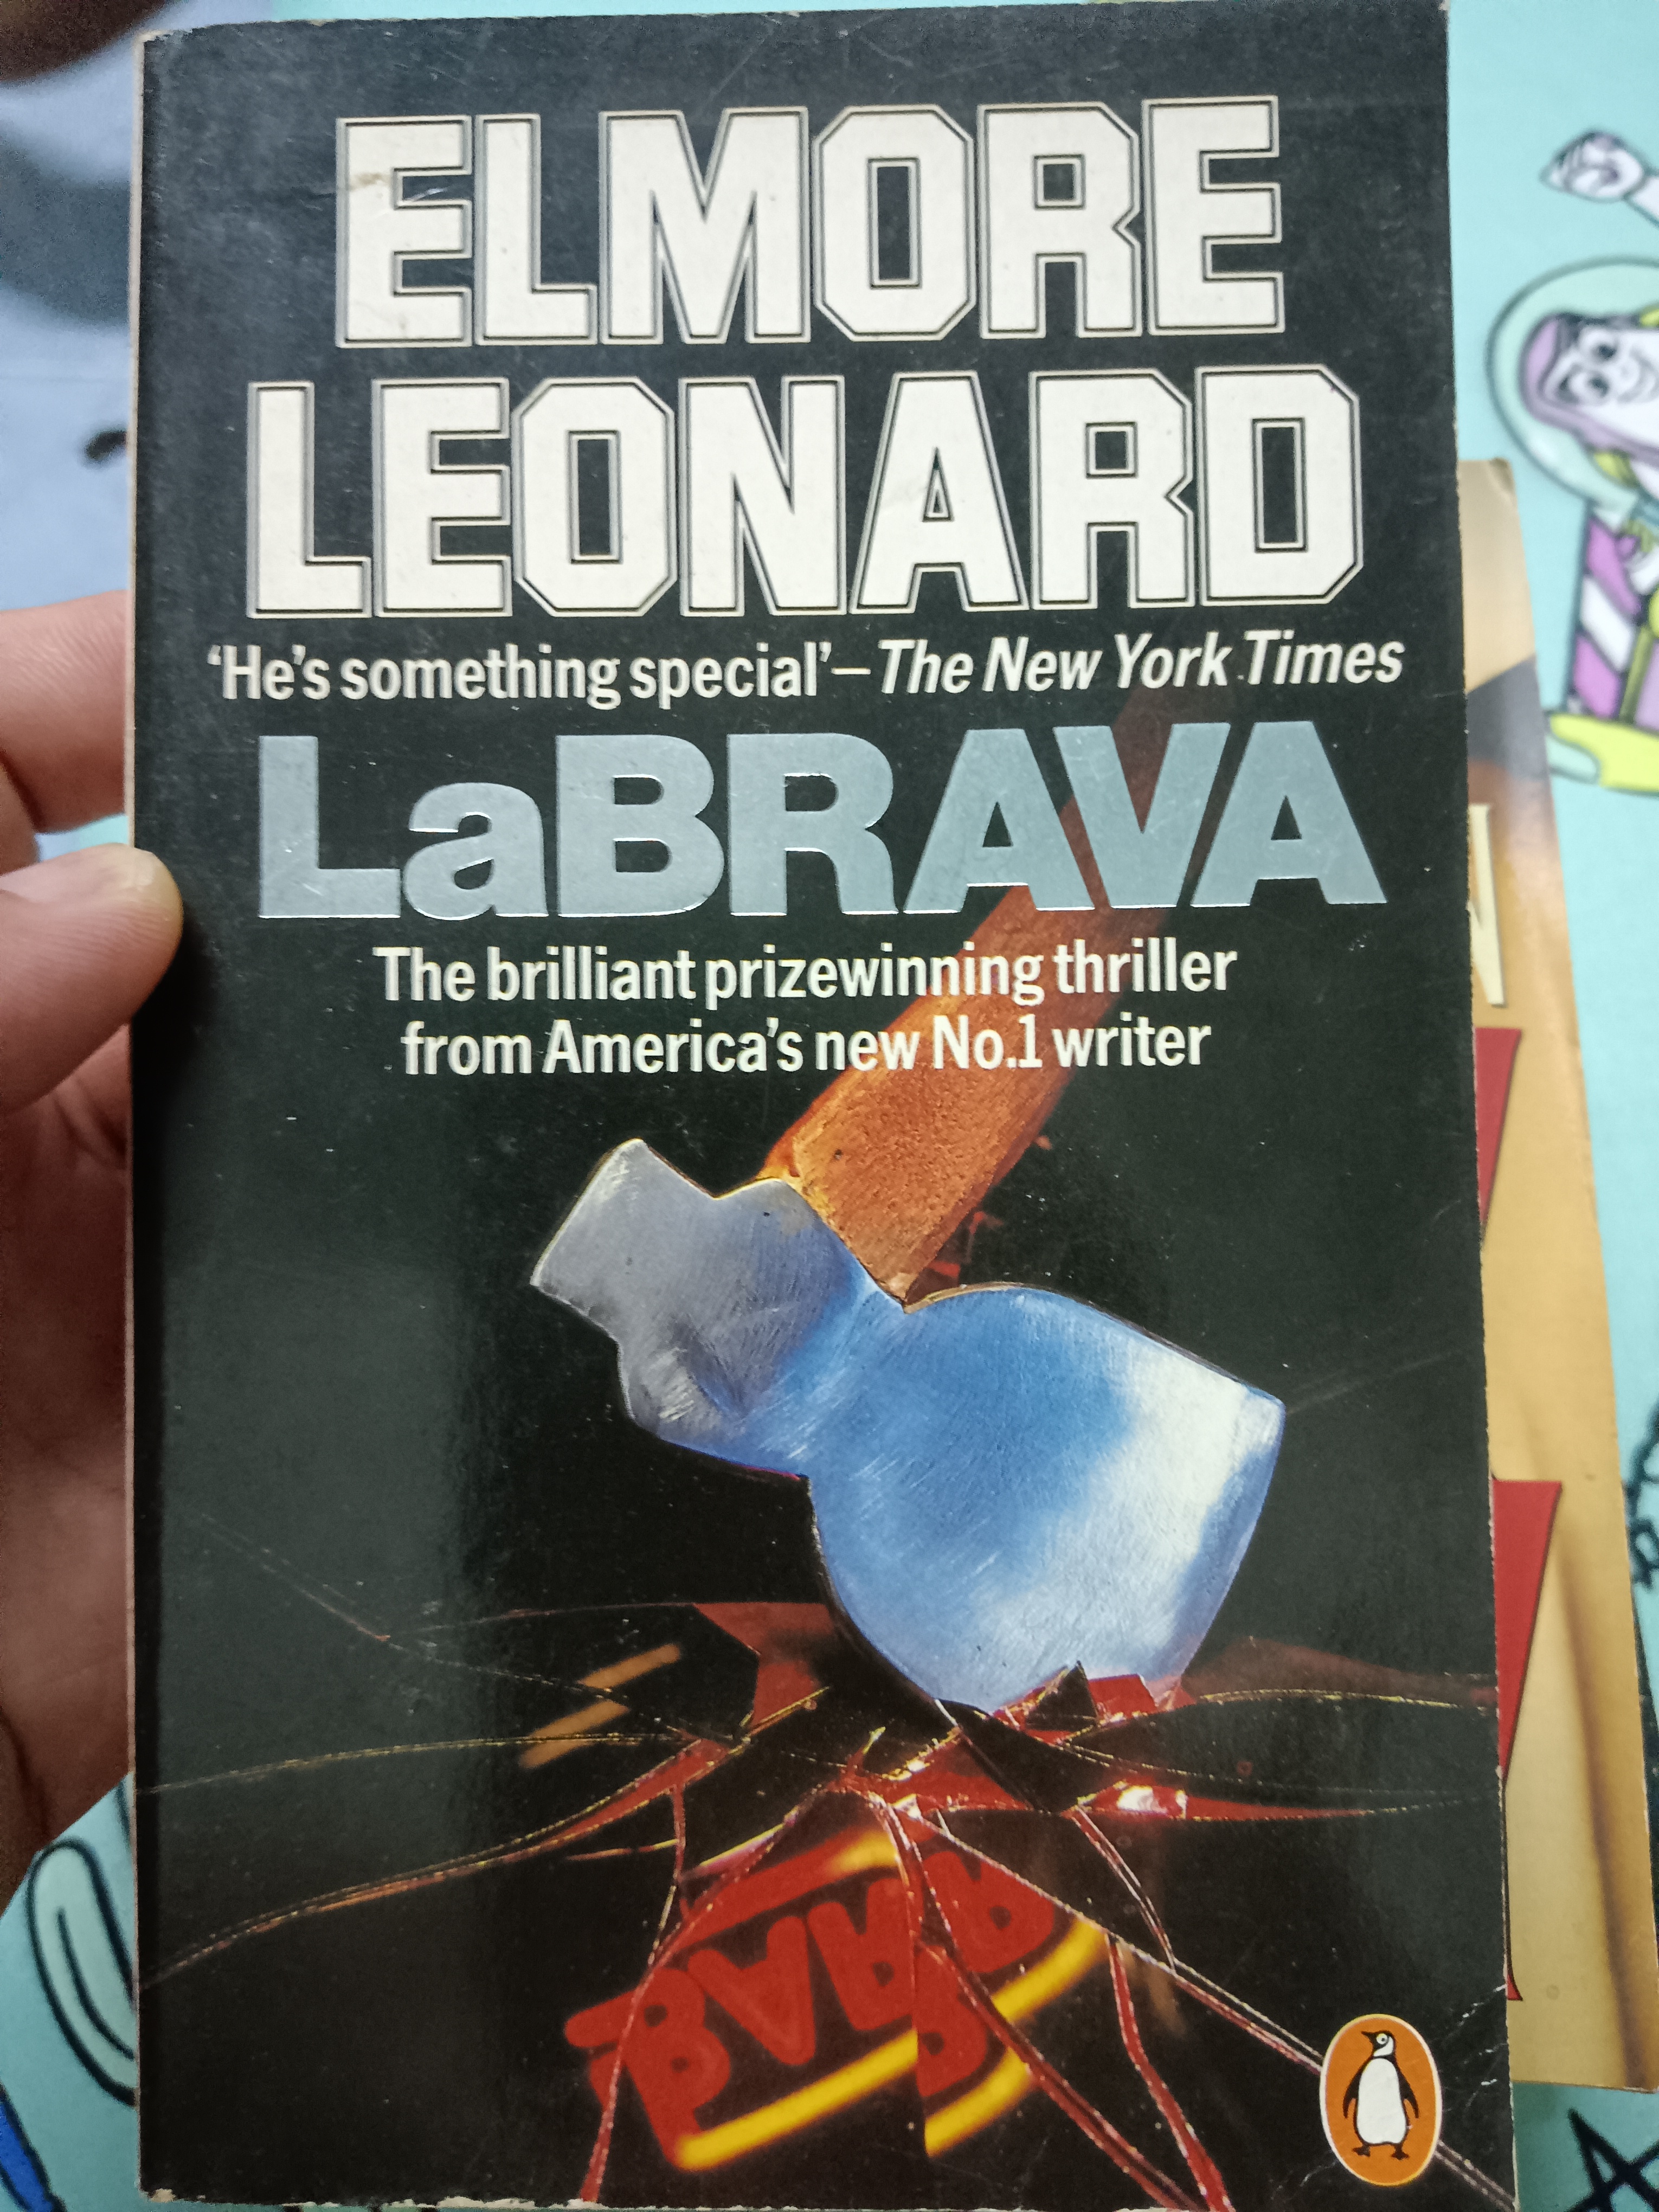 ELMORE
LEONARD
‘He’s something special’—The New York Times
LaBRAVA
The brilliant prizewinning thriller
from America’s new No.1 writer